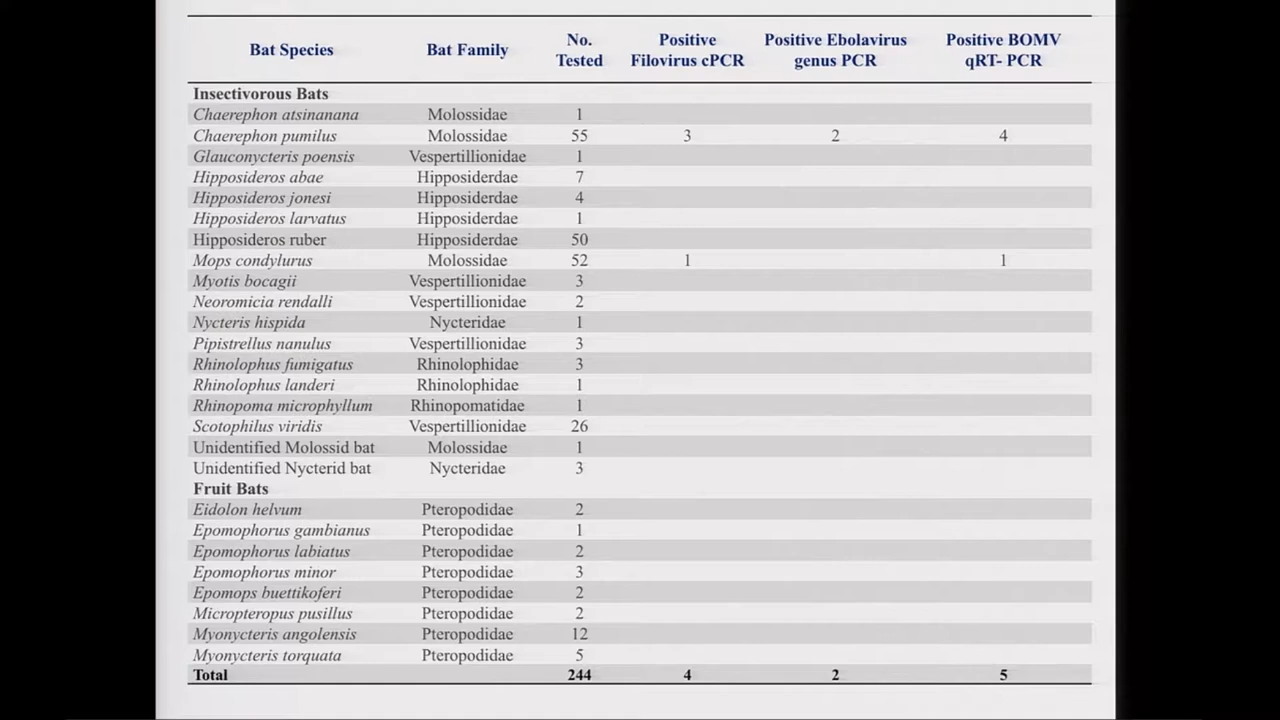 Bat Species Bat Family No. Tested Positive Filovirus cPCR Positive Ebolavirus genus PCR Positive BOMV qRT- PCR
Insectivorous Bats
Chaerephon atsinanana Molossidae 1
Chaerephon pumilus Molossidae 55 3 2 4
Glauconycteris poensis Vespertillionidae 1
Hipposideros abae Hipposiderdae 7
Hipposideros jonesi Hipposiderdae 4
Hipposideros larvatus Hipposiderdae 1
Hipposideros ruber Hipposiderdae 50
Mops condylurus Molossidae 52 1 1
Myotis bocagii Vespertillionidae 3
Neoromicia rendalli Vespertillionidae 2
Nycteris hispida Nycteridae 1
Pipistrellus nanulus Vespertillionidae 3
Rhinolophus fumigatus Rhinolophidae 3
Rhinolophus landeri Rhinolophidae 1
Rhinopoma microphyllum Rhinopomatidae 1
Scotophilus viridis Vespertillionidae 26
Unidentified Molossid bat Molossidae 1
Unidentified Nycterid bat Nycteridae 3
Fruit Bats
Eidolon helvum Pteropodidae 2
Epomophorus gambianus Pteropodidae 1
Epomophorus labiatus Pteropodidae 2
Epomophorus minor Pteropodidae 3
Epomops buettikoferi Pteropodidae 2
Micropteropus pusillus Pteropodidae 2
Myonycteris angolensis Pteropodidae 12
Myonycteris torquata Pteropodidae 5
Total 244 4 2 5